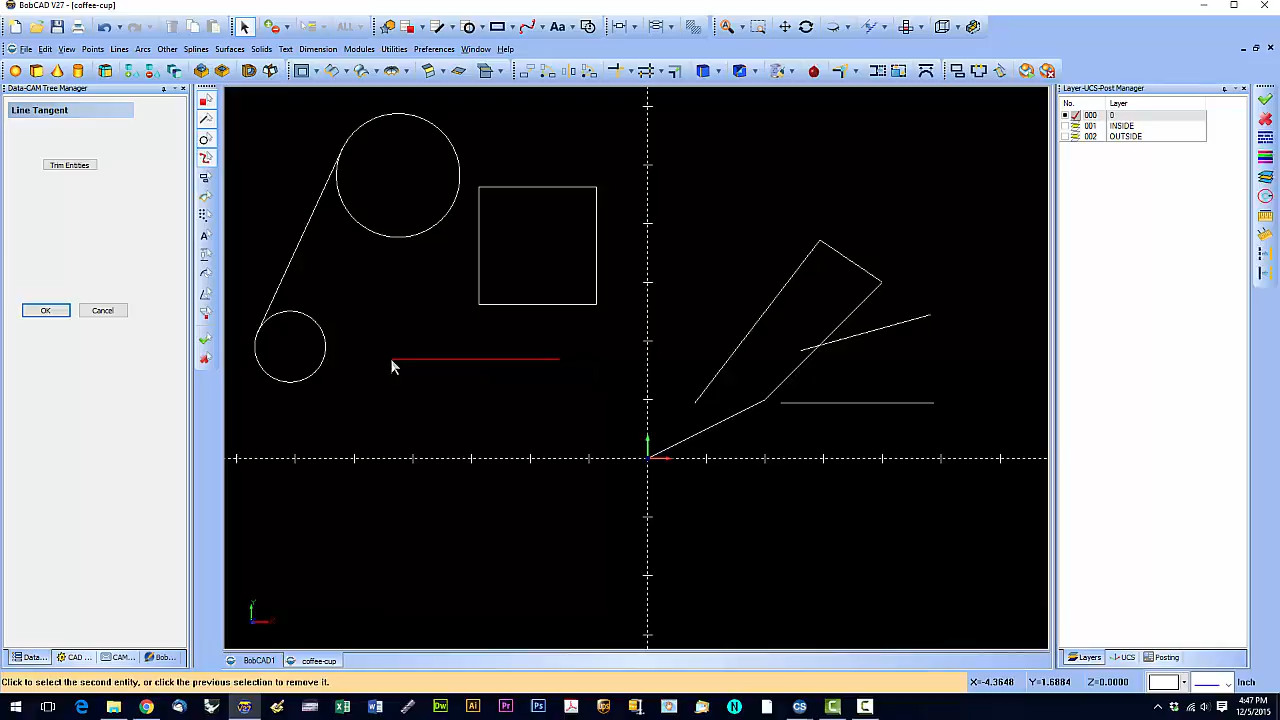 BobCAD V27 - [coffee-cup]
ALL
Aa
File Edit View Points Lines Arcs Other Splines Surfaces Solids Text Dimension Modules Utilities Preferences Window Help
Data-CAM Tree Manager
Layer-UCS-Post Manager
Line Tangent
No. Layer
000 0
001 INSIDE
002 OUTSIDE
Trim Entities
OK Cancel
Data... CAD ... CAM... Bob...
BobCAD1 coffee-cup
Layers UCS Posting
Click to select the second entity, or click the previous selection to remove it.
X=-4.3648 Y=1.6884 Z=0.0000 Inch
4:47 PM
12/5/2015